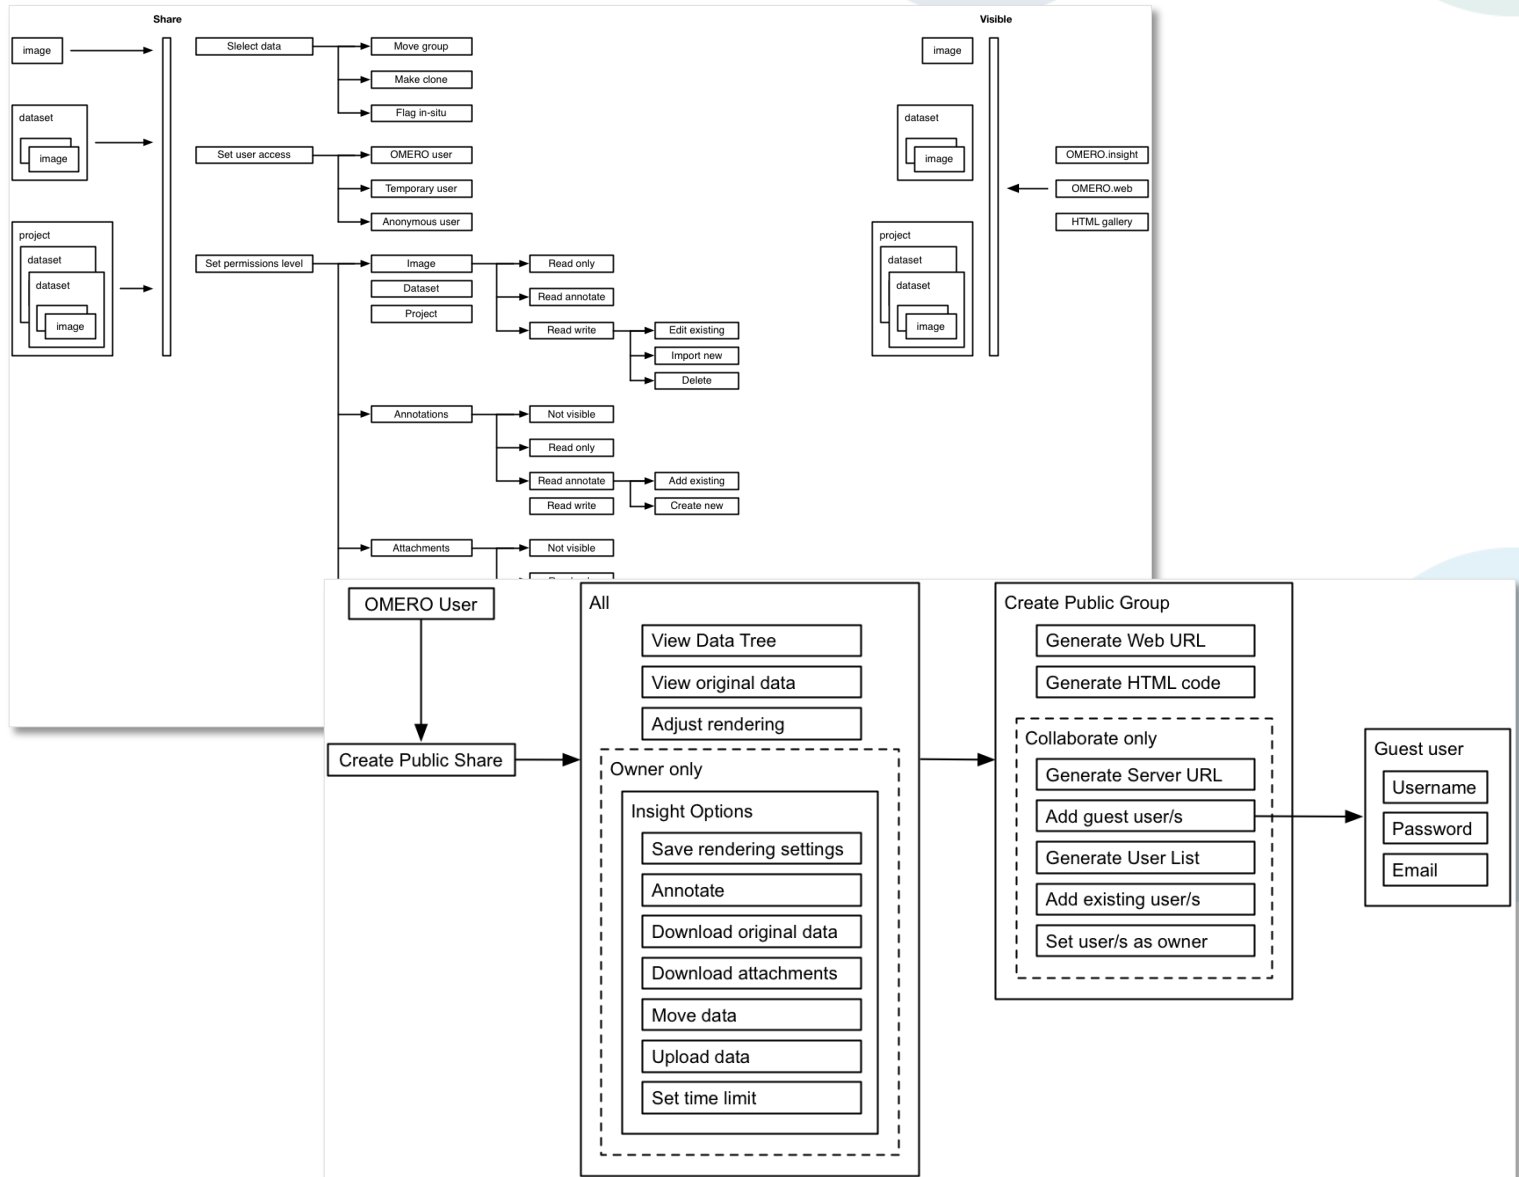 Share
Visible
image
Slelect data
Move group
image
Make clone
Flag in-situ
dataset
image
Set user access
OMERO user
Temporary user
Anonymous user
dataset
image
OMERO.insight
OMERO.web
HTML gallery
project
dataset
dataset
image
Set permissions level
Image
Dataset
Project
Read only
Read annotate
Read write
Edit existing
Import new
Delete
project
dataset
dataset
image
Annotations
Not visible
Read only
Read annotate
Read write
Add existing
Create new
Attachments
Not visible
OMERO User
Create Public Share
All
View Data Tree
View original data
Adjust rendering
Owner only
Insight Options
Save rendering settings
Annotate
Download original data
Download attachments
Move data
Upload data
Set time limit
Create Public Group
Generate Web URL
Generate HTML code
Collaborate only
Generate Server URL
Add guest user/s
Generate User List
Add existing user/s
Set user/s as owner
Guest user
Username
Password
Email